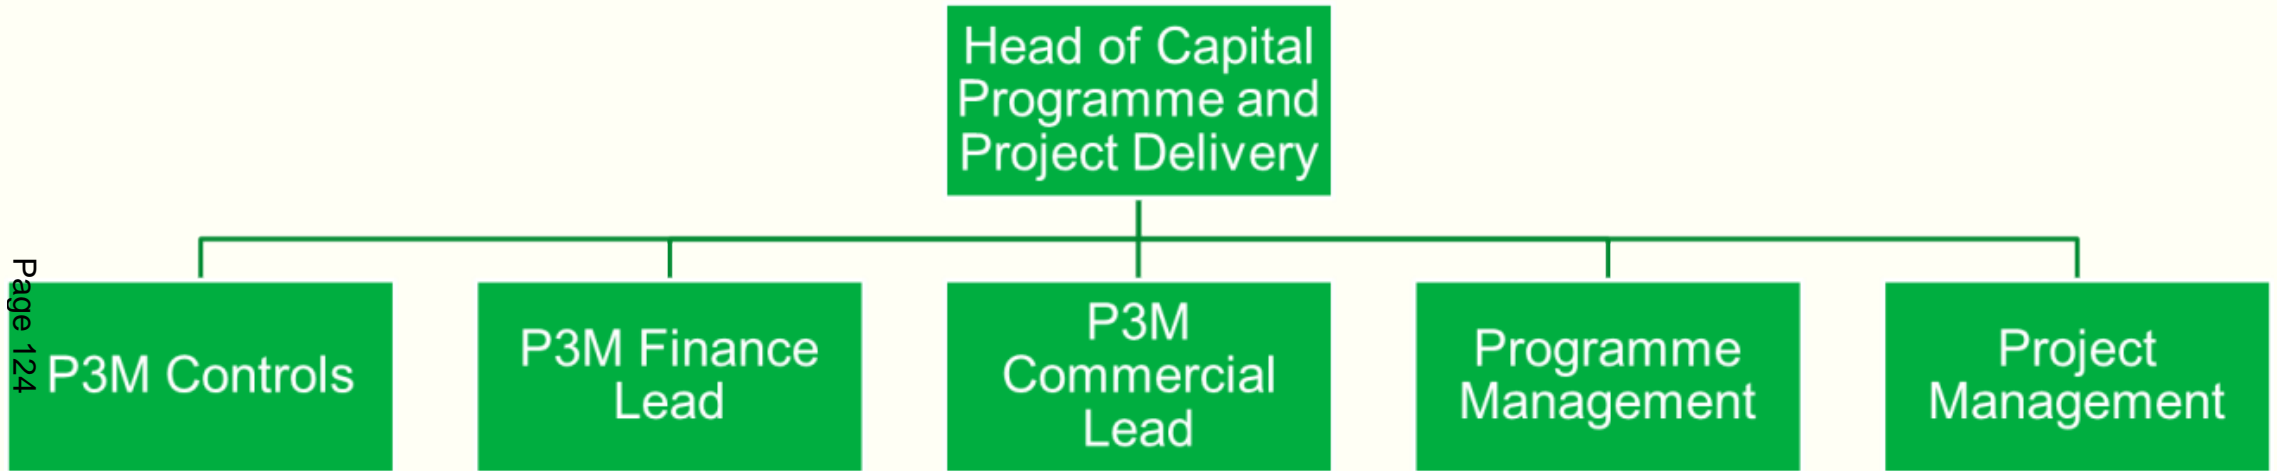 Head of Capital
Programme and
Project Delivery
Page 124
P3M Controls
P3M Finance
Lead
P3M
Commercial
Lead
Programme
Management
Project
Management